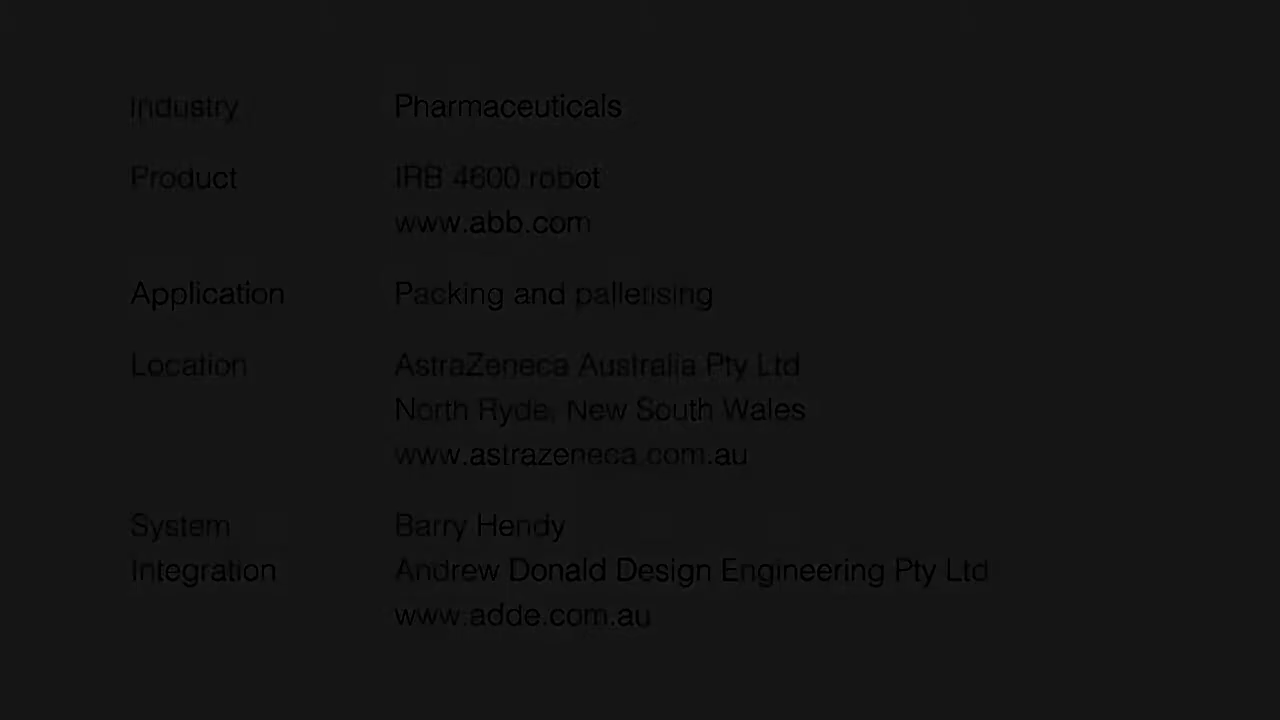 Industry Pharmaceuticals
Product IRB 4600 robot
www.abb.com
Application Packing and palletising
Location AstraZeneca Australia Pty Ltd
North Ryde, New South Wales
www.astrazeneca.com.au
System Barry Hendy
Integration Andrew Donald Design Engineering Pty Ltd
www.adde.com.au